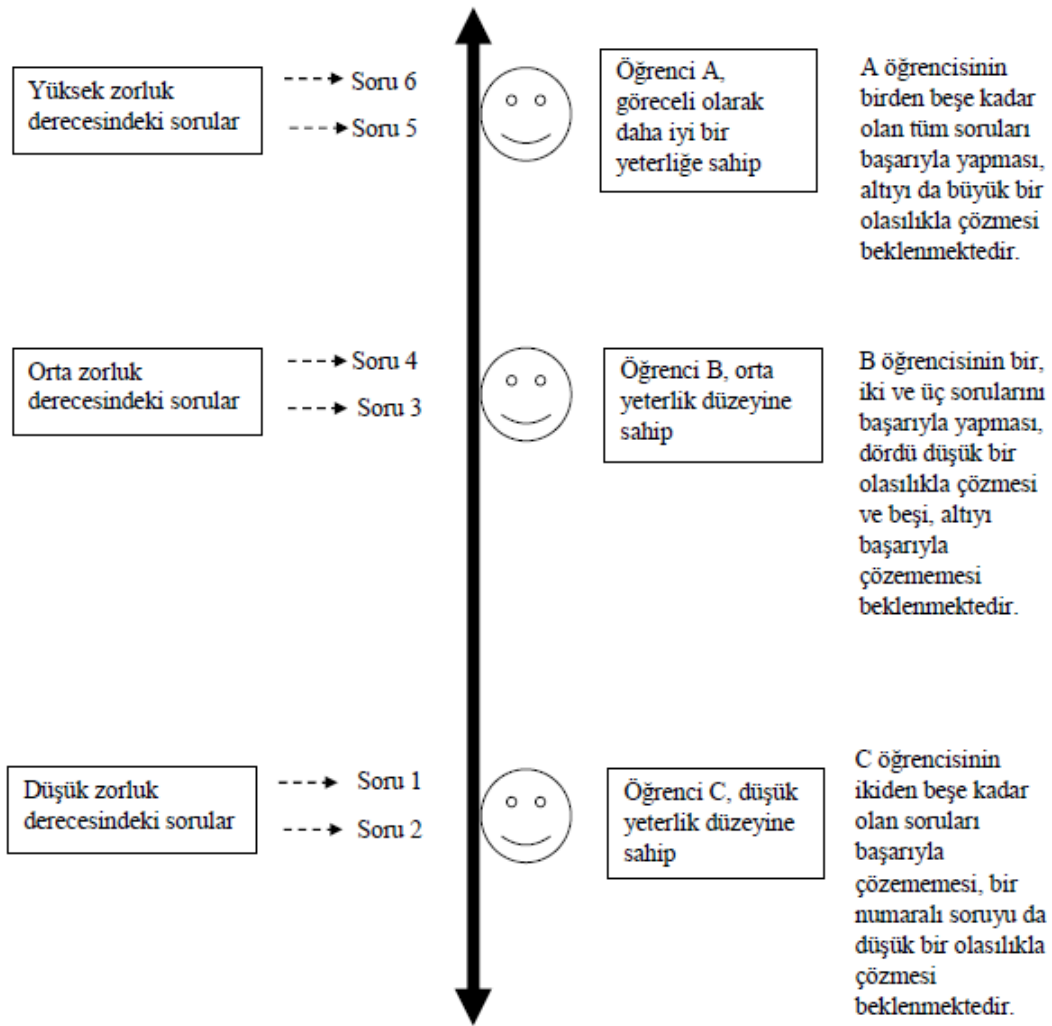 Yüksek zorluk
derecesindeki sorular
Soru 6
Soru 5
Öğrenci A,
göreceli olarak
daha iyi bir
yeterliğe sahip
A öğrencisinin
birden beşe kadar
olan tüm soruları
başarıyla yapması,
altıyı da büyük bir
olasılıkla çözmesi
beklenmektedir.
Orta zorluk
derecesindeki sorular
Soru 4
Soru 3
Öğrenci B, orta
yeterlik düzeyine
sahip
B öğrencisinin bir,
iki ve üç sorularını
başarıyla yapması,
dördü düşük bir
olasılıkla çözmesi
ve beşi, altıyı
başarıyla
çözememesi
beklenmektedir.
Düşük zorluk
derecesindeki sorular
Soru 1
Soru 2
Öğrenci C, düşük
yeterlik düzeyine
sahip
C öğrencisinin
ikiden beşe kadar
olan soruları
başarıyla
çözememesi, bir
numaralı soruyu da
düşük bir olasılıkla
çözmesi
beklenmektedir.